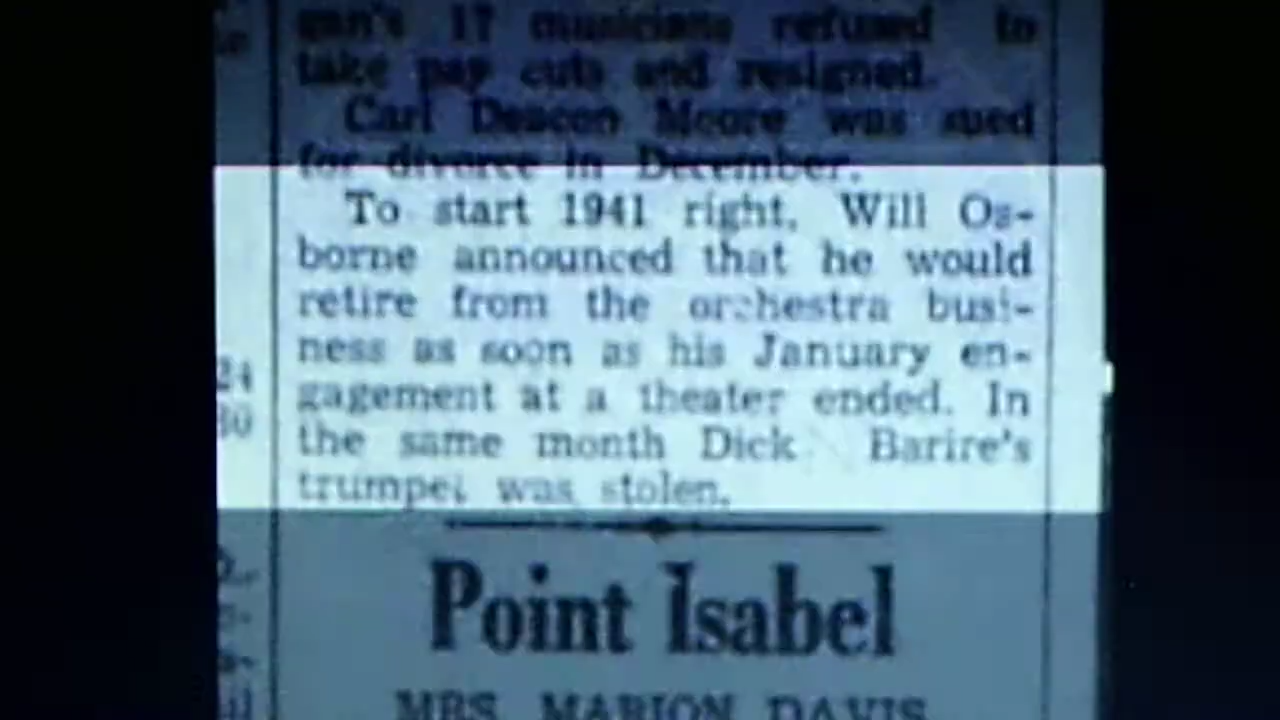 17 musicians refused to
take pay cuts and resigned.
Carl Deacon Moore was sued
for divorce in December.
To start 1941 right, Will Os-
borne announced that he would
retire from the orchestra busi-
ness as soon as his January en-
gagement at a theater ended. In
the same month Dick Barire's
trumpet was stolen.
24
30
Point Isabel
MRS. MARION DAVIS